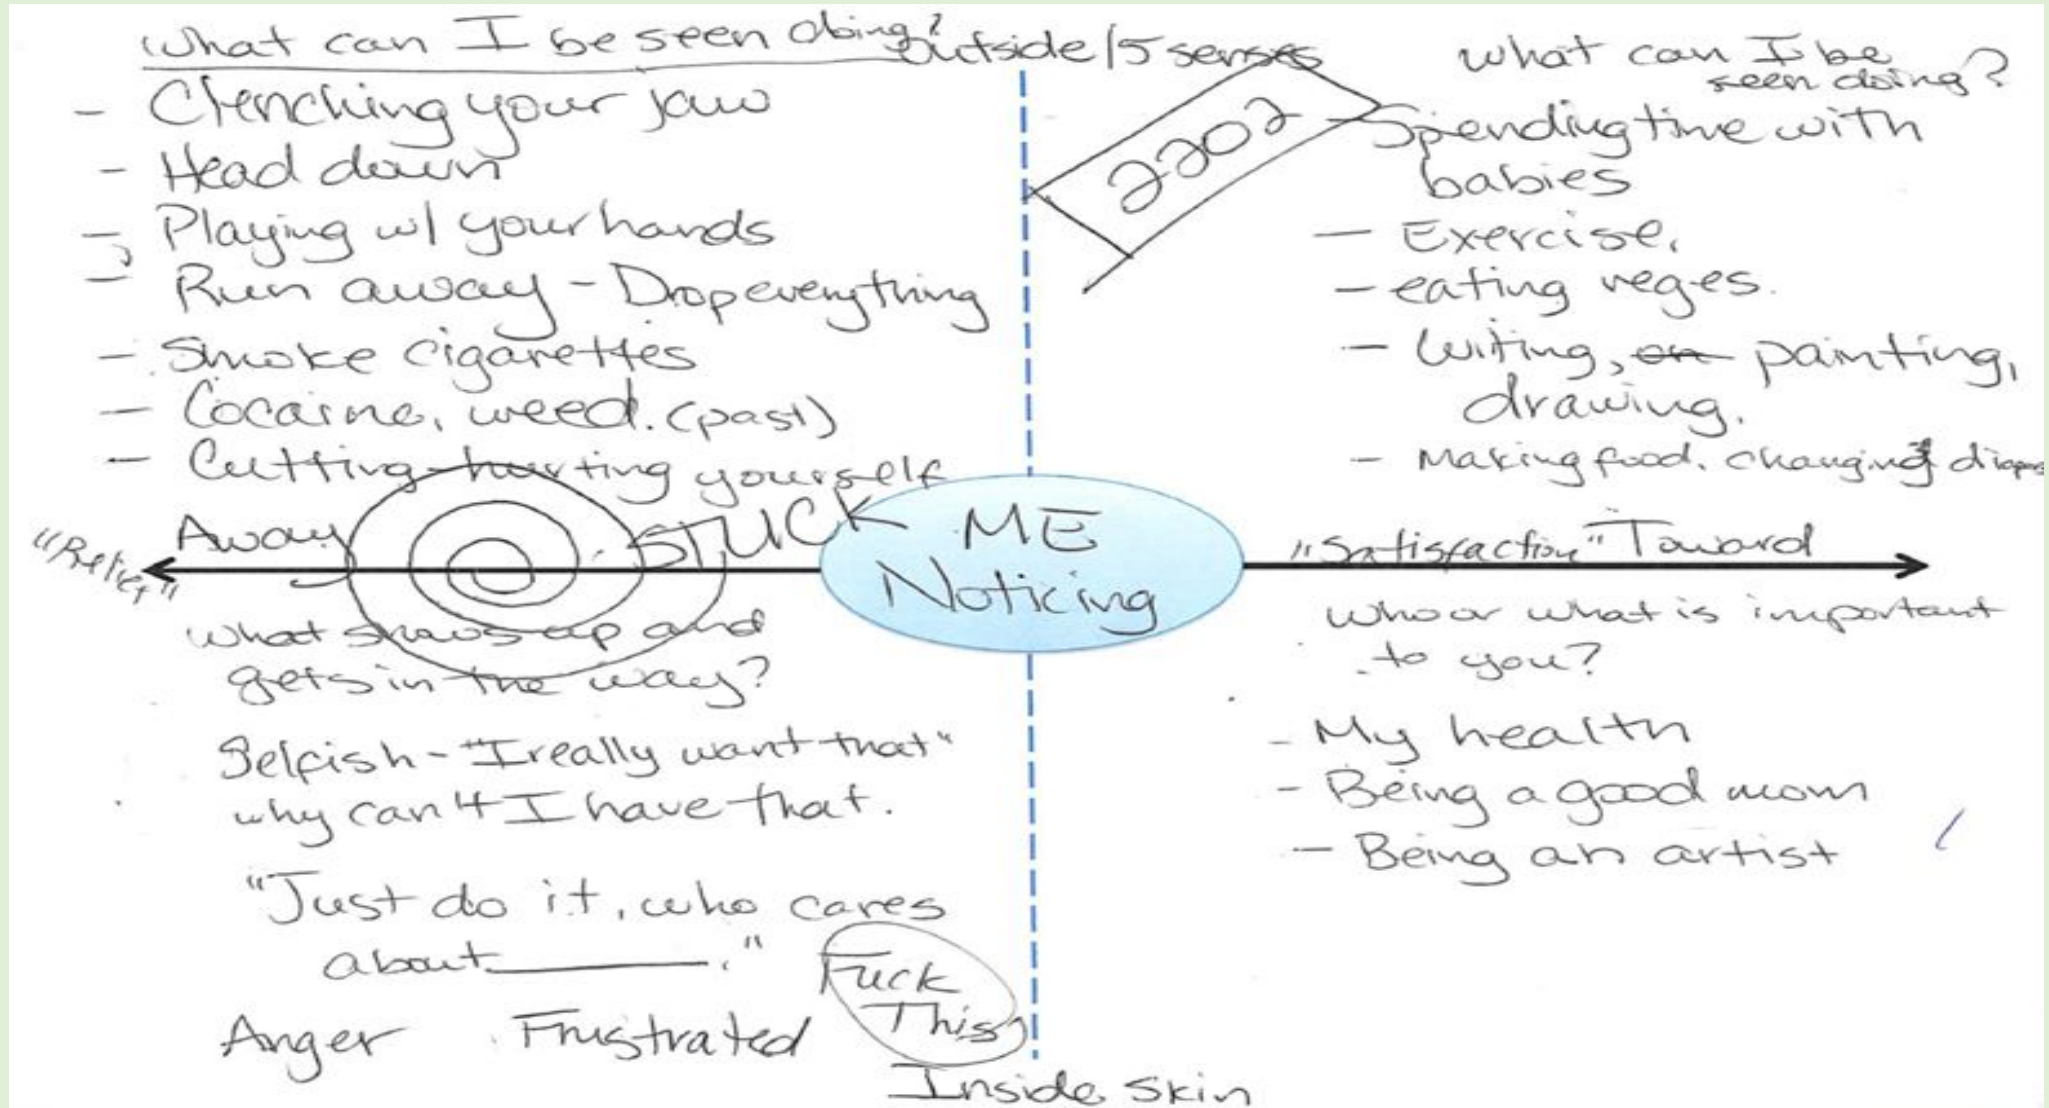 What can I be seen doing?
- Clenching your jaw
- Head down
- Playing w/ your hands
- Run away - Drop everything
- Smoke cigarettes
- Cocaine, weed. (past)
- Cutting-hurting yourself
Outside/5 senses
2202
What can I be
seen doing?
- Spending time with
babies
- Exercise.
- eating veges.
- Writing, painting,
drawing.
- Making food. changing diapers
"Relief"
Away
STUCK
ME
Noticing
"Satisfaction" Toward
What shows up and
gets in the way?
Selfish - "I really want that"
why can't I have that.
"Just do it, who cares
about ______."
Anger Frustrated
Fuck
This
Inside Skin
Who or what is important
to you?
- My health
- Being a good mom
- Being an artist